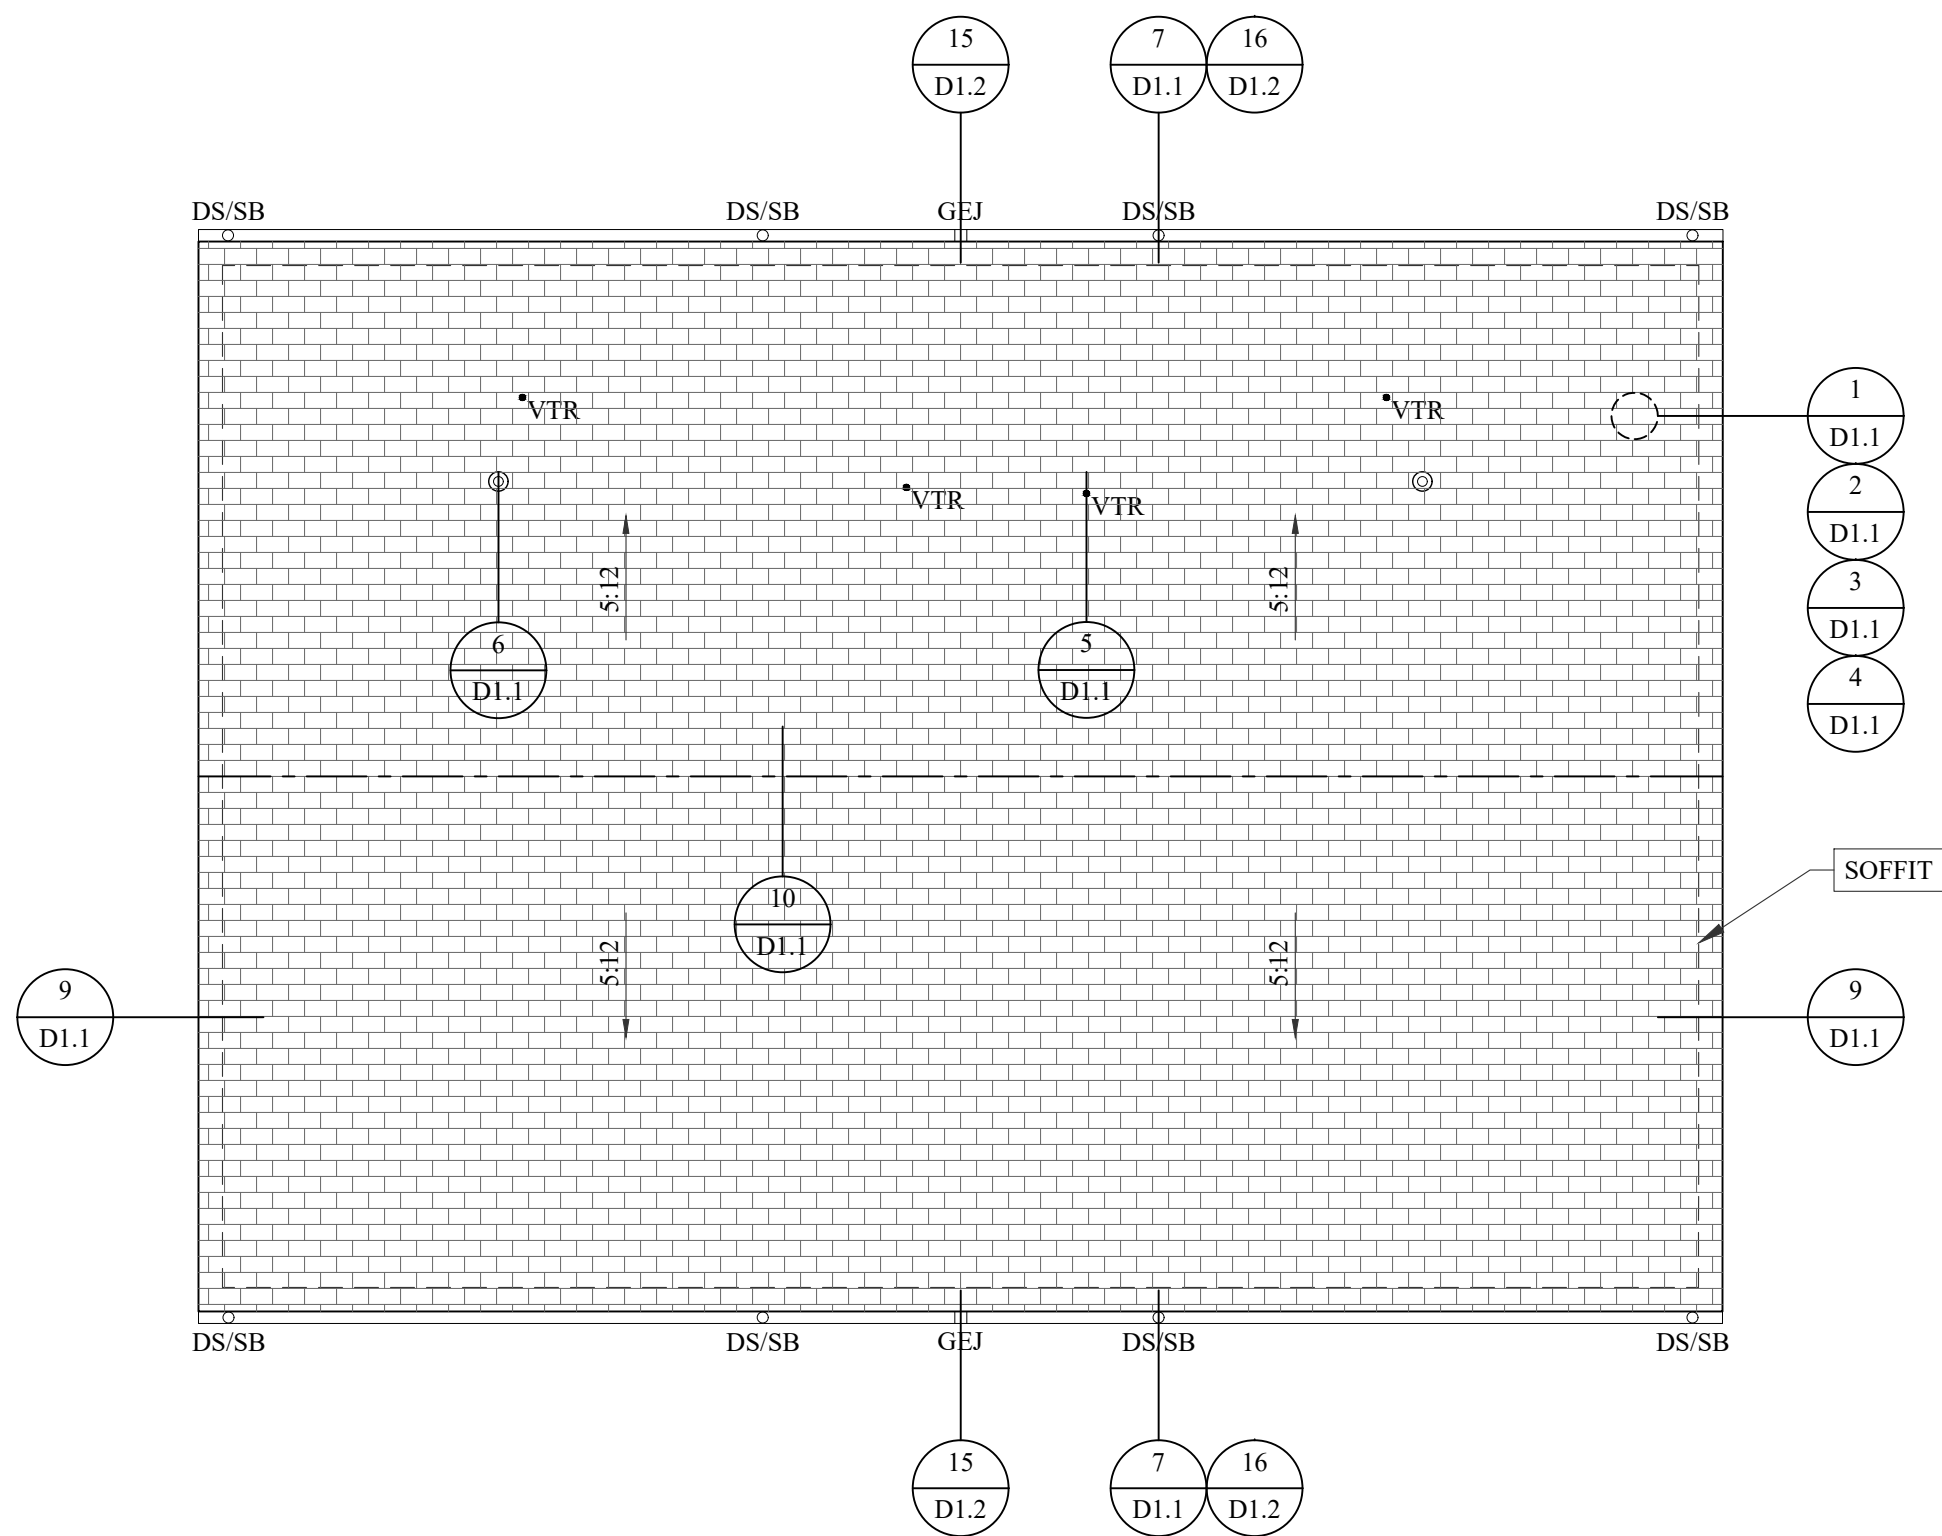 15
D1.2
7
D1.1
16
D1.2
DS/SB
DS/SB
GEJ
DS/SB
DS/SB
VTR
VTR
1
D1.1
2
D1.1
3
D1.1
4
D1.1
VTR
VTR
5:12
5:12
6
D1.1
5
D1.1
SOFFIT
10
D1.1
5:12
5:12
9
D1.1
9
D1.1
DS/SB
DS/SB
GEJ
DS/SB
DS/SB
15
D1.2
7
D1.1
16
D1.2